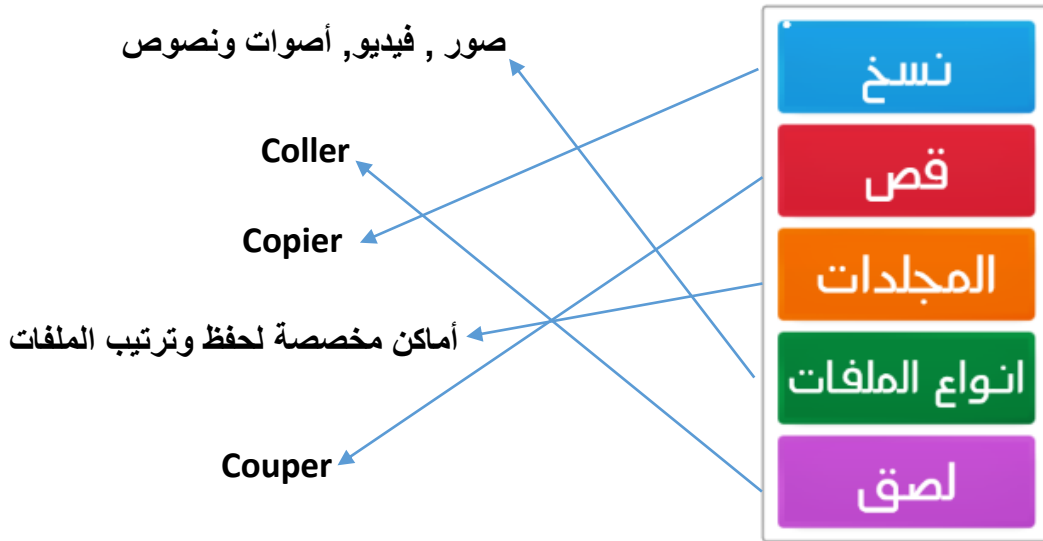 نسخ
قص
المجلدات
انواع الملفات
لصق
صور , فيديو, أصوات ونصوص
Coller
Copier
أماكن مخصصة لحفظ وترتيب الملفات
Couper